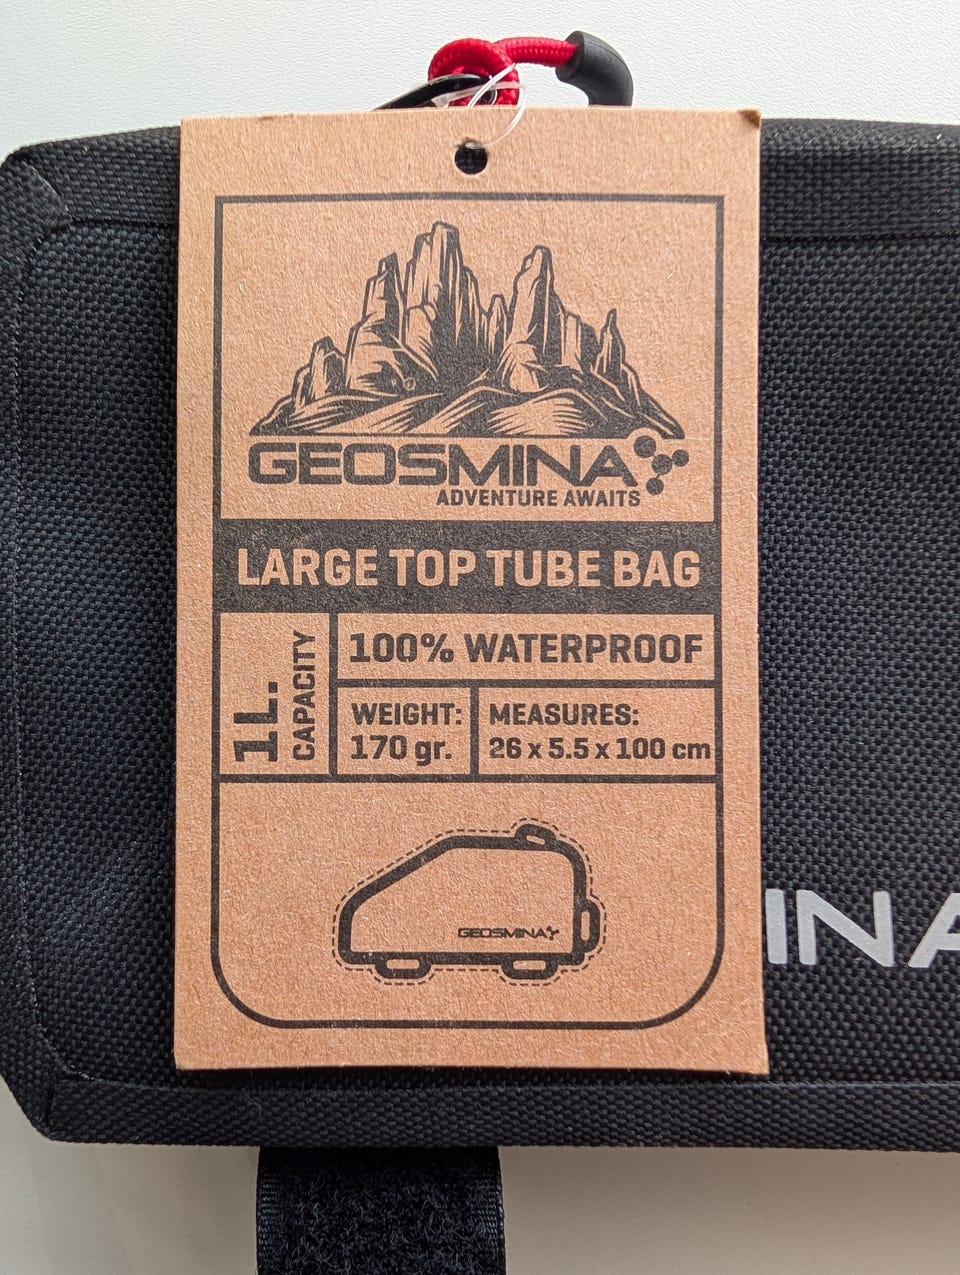 GEOSMINA
ADVENTURE AWAITS
LARGE TOP TUBE BAG
1L.
CAPACITY
100% WATERPROOF
WEIGHT:
170 gr.
MEASURES:
26 x 5.5 x 100 cm
GEOSMINA
INA